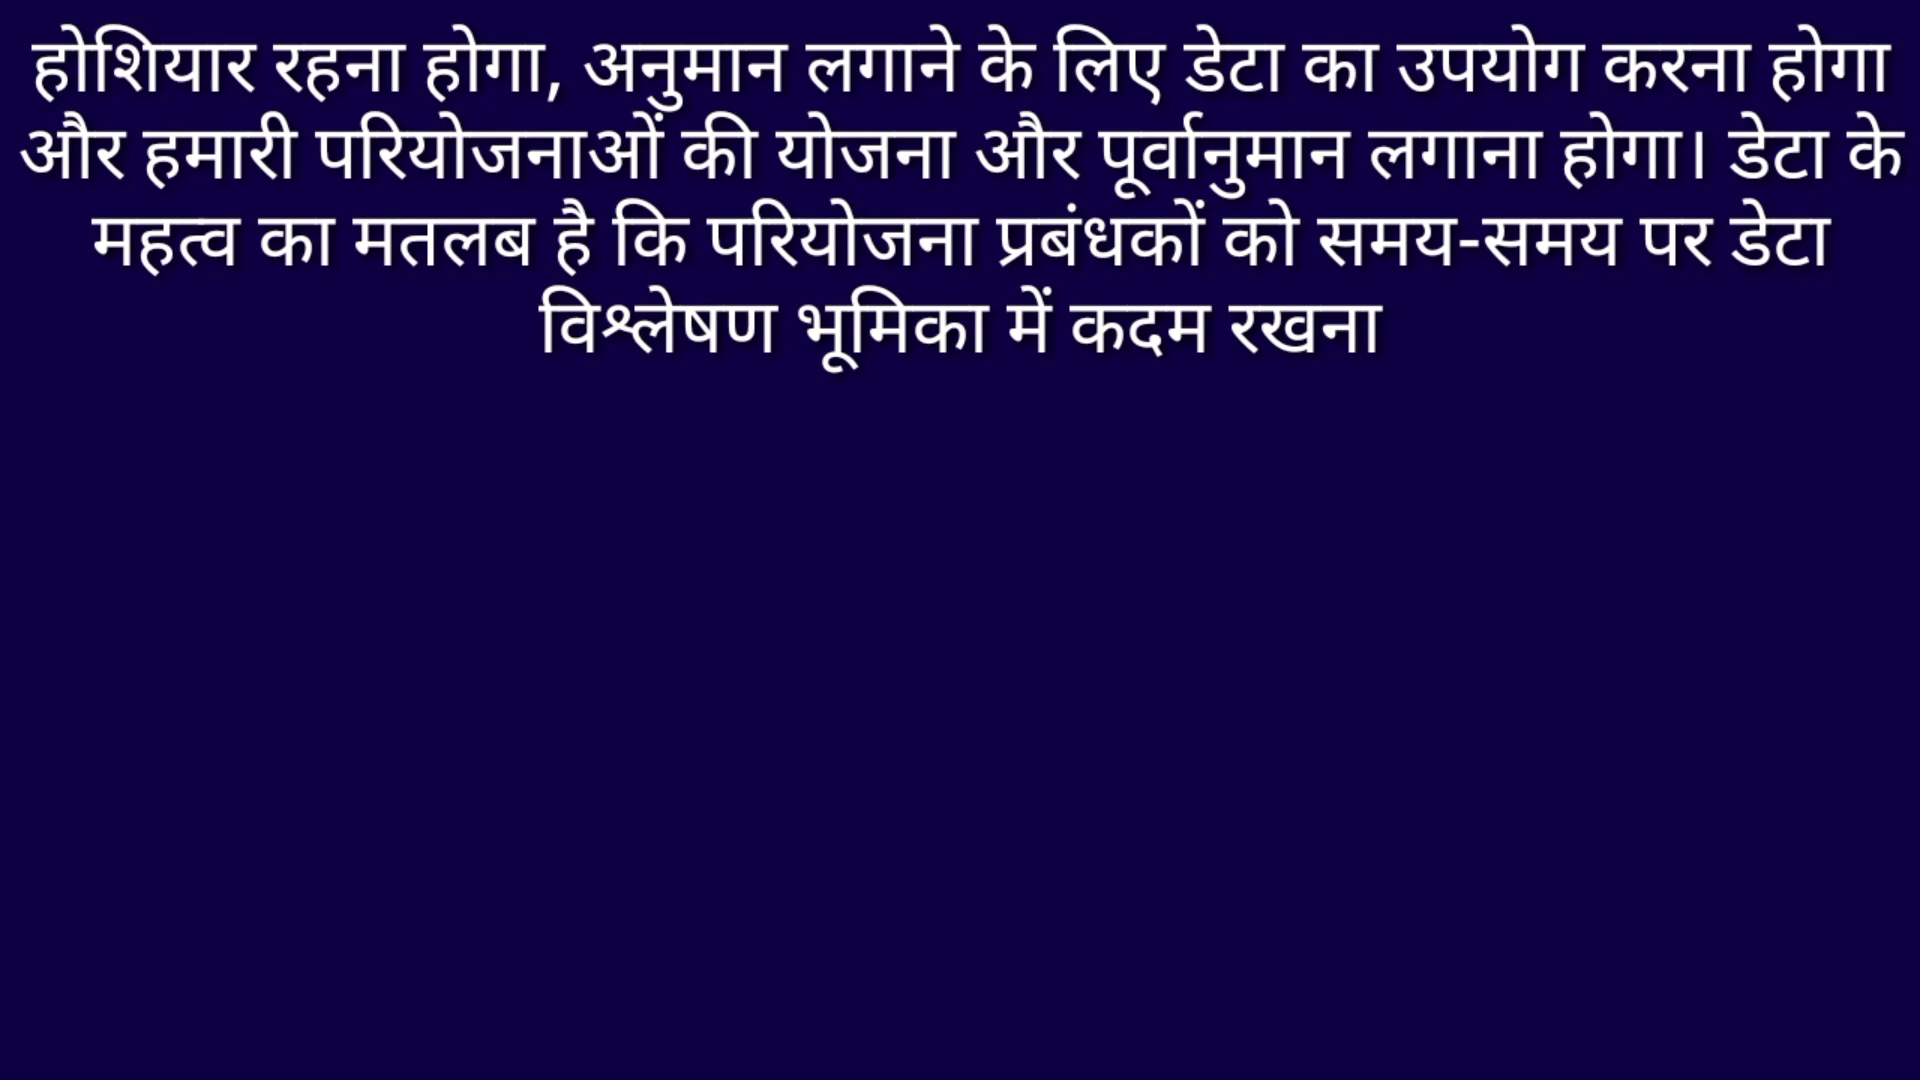 होशियार रहना होगा, अनुमान लगाने के लिए डेटा का उपयोग करना होगा
और हमारी परियोजनाओं की योजना और पूर्वानुमान लगाना होगा। डेटा के
महत्व का मतलब है कि परियोजना प्रबंधकों को समय-समय पर डेटा
विश्लेषण भूमिका में कदम रखना